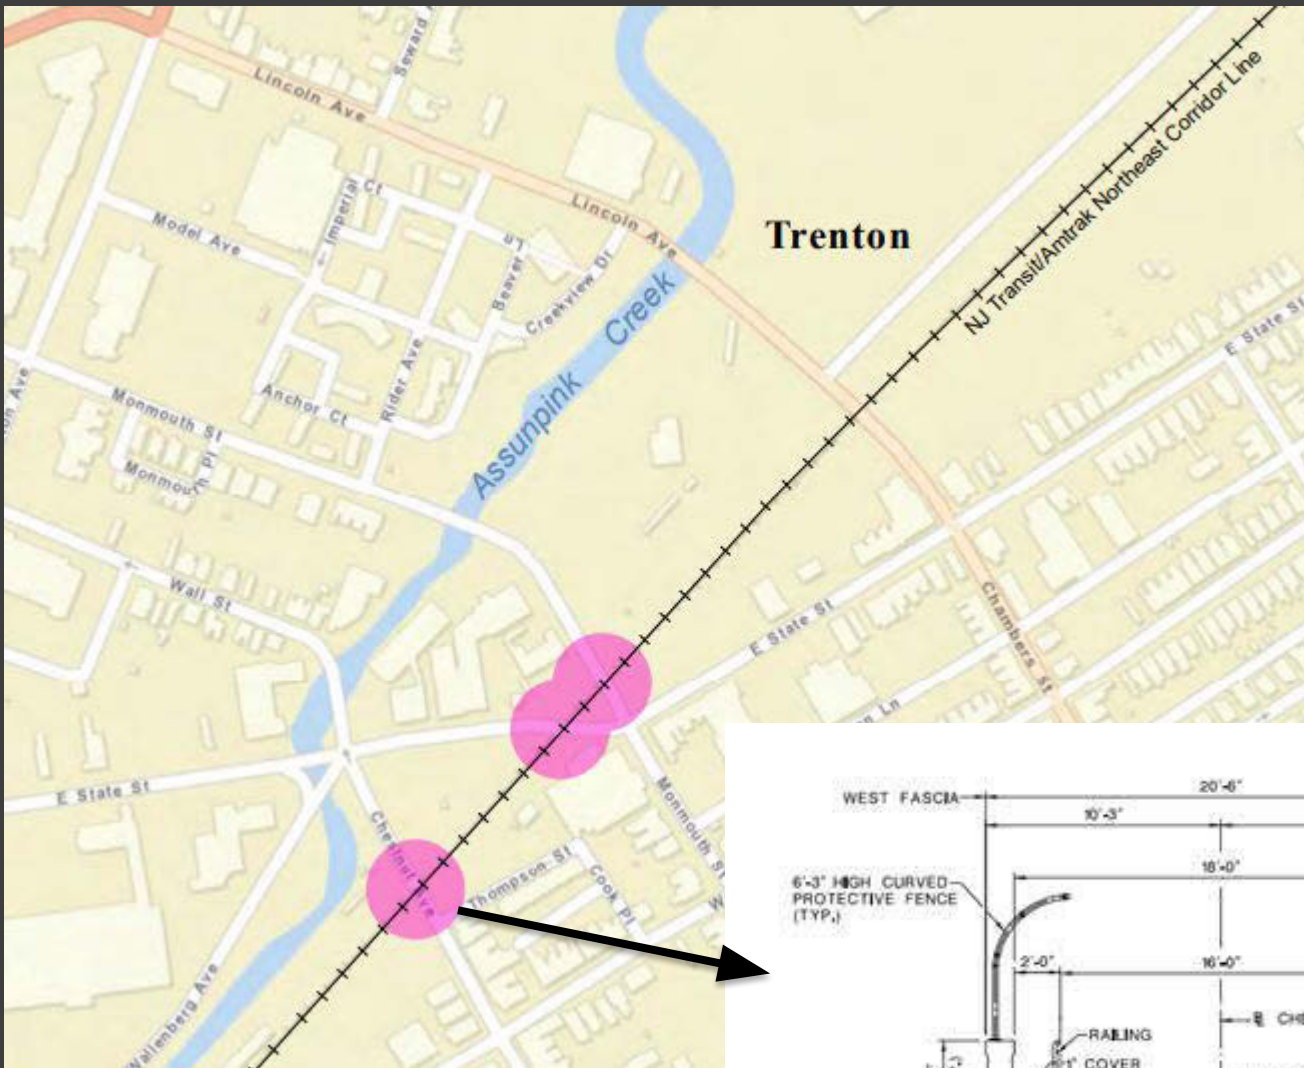 Seward
Lincoln Ave
Lincoln Ave
Trenton
NJ Transit/Amtrak Northeast Corridor Line
Ct
Imperial
Model Ave
Ln
Beaver
Creekview Dr
Assunpink Creek
E State St
Rider Ave
Anchor Ct
Monmouth St
Monmouth Pl
Ave
Wall St
Chambers St
E State St
Ln
E State St
Monmouth St
Chestnut Ave
Thompson St
Cook Pl
W
Wallenberg Ave
WEST FASCIA
20'-6"
10'-3"
18'-0"
6'-3" HIGH CURVED
PROTECTIVE FENCE
(TYP.)
2'-0"
16'-0"
RAILING
1" COVER